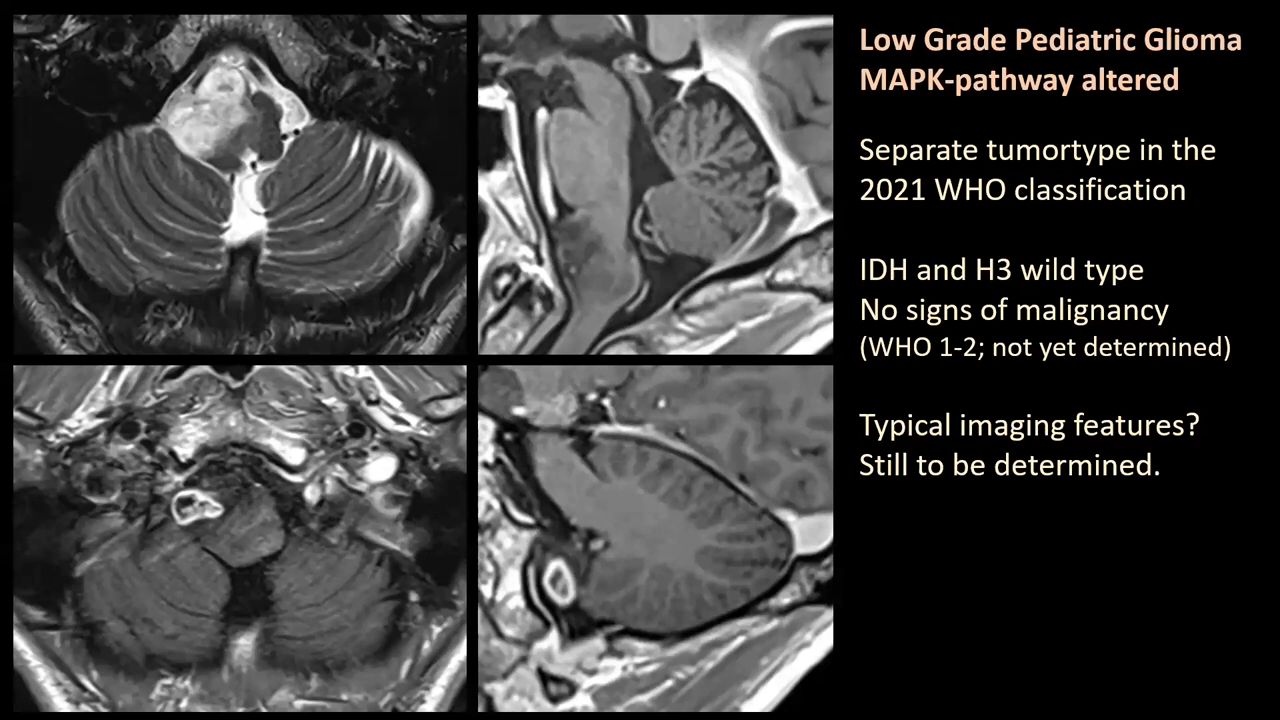 Low Grade Pediatric Glioma
MAPK-pathway altered
Separate tumortype in the
2021 WHO classification
IDH and H3 wild type
No signs of malignancy
(WHO 1-2; not yet determined)
Typical imaging features?
Still to be determined.